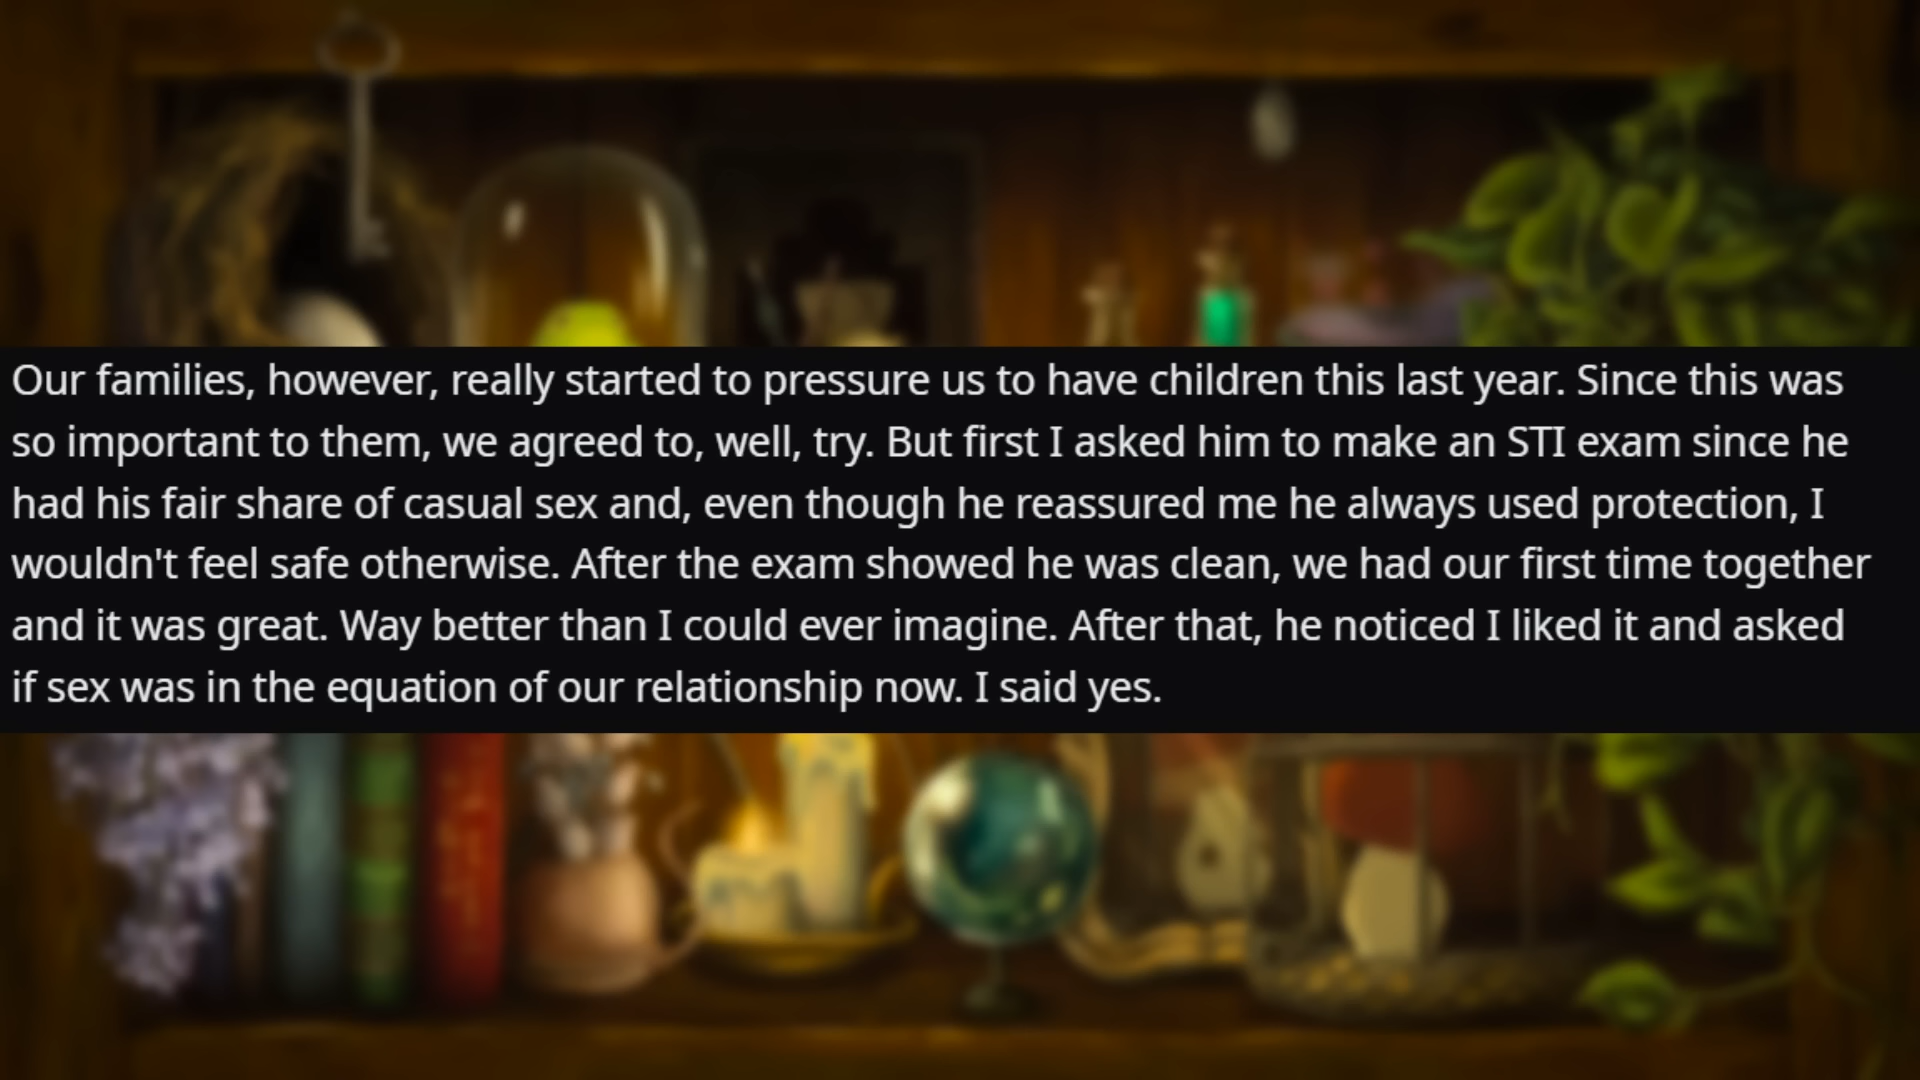 Our families, however, really started to pressure us to have children this last year. Since this was
so important to them, we agreed to, well, try. But first I asked him to make an STI exam since he
had his fair share of casual sex and, even though he reassured me he always used protection, I
wouldn't feel safe otherwise. After the exam showed he was clean, we had our first time together
and it was great. Way better than I could ever imagine. After that, he noticed I liked it and asked
if sex was in the equation of our relationship now. I said yes.